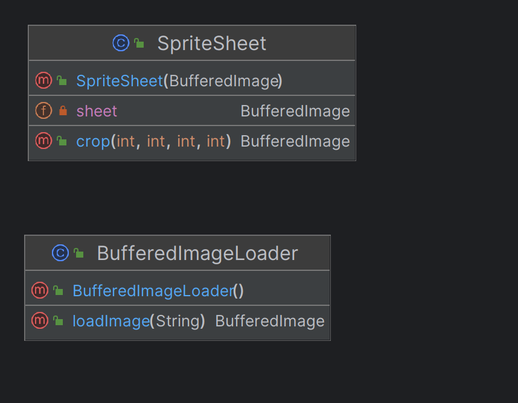 SpriteSheet
SpriteSheet(BufferedImage)
sheet BufferedImage
crop(int, int, int, int) BufferedImage
BufferedImageLoader
BufferedImageLoader()
loadImage(String) BufferedImage